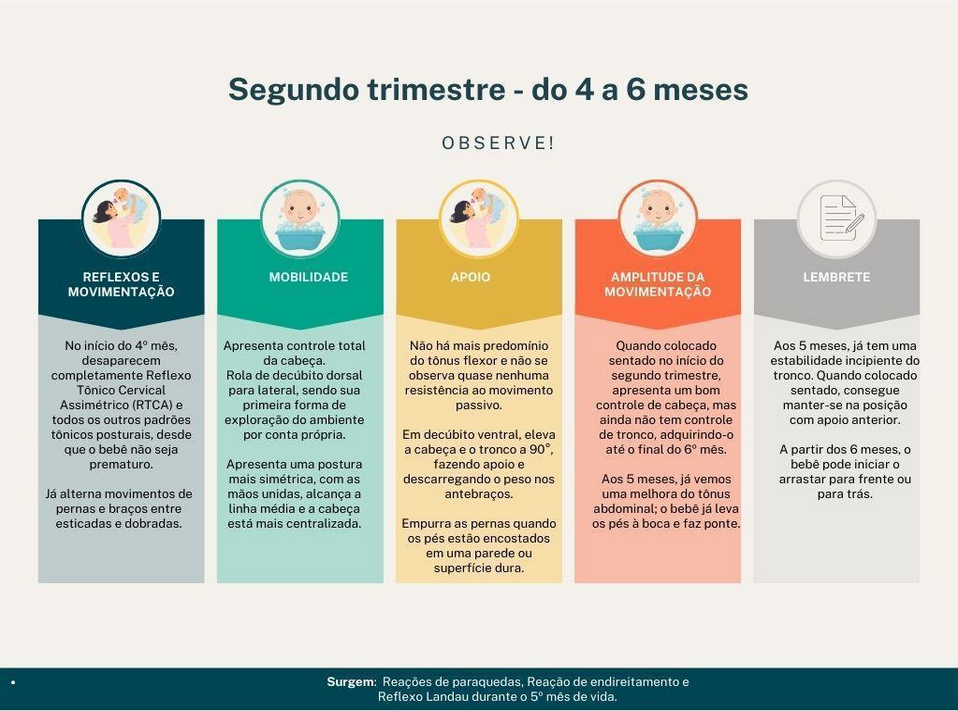 Segundo trimestre - do 4 a 6 meses
OBSERVE!
REFLEXOS E
MOVIMENTAÇÃO
No início do 4º mês,
desaparecem
completamente Reflexo
Tônico Cervical
Assimétrico (RTCA) e
todos os outros padrões
tônicos posturais, desde
que o bebê não seja
prematuro.
Já alterna movimentos de
pernas e braços entre
esticadas e dobradas.
MOBILIDADE
Apresenta controle total
da cabeça.
Rola de decúbito dorsal
para lateral, sendo sua
primeira forma de
exploração do ambiente
por conta própria.
Apresenta uma postura
mais simétrica, com as
mãos unidas, alcança a
linha média e a cabeça
está mais centralizada.
APOIO
Não há mais predomínio
do tônus flexor e não se
observa quase nenhuma
resistência ao movimento
passivo.
Em decúbito ventral, eleva
a cabeça e o tronco a 90°,
fazendo apoio e
descarregando o peso nos
antebraços.
Empurra as pernas quando
os pés estão encostados
em uma parede ou
superfície dura.
AMPLITUDE DA
MOVIMENTAÇÃO
Quando colocado
sentado no início do
segundo trimestre,
apresenta um bom
controle de cabeça, mas
ainda não tem controle
de tronco, adquirindo-o
até o final do 6º mês.
Aos 5 meses, já vemos
uma melhora do tônus
abdominal; o bebê já leva
os pés à boca e faz ponte.
LEMBRETE
Aos 5 meses, já tem uma
estabilidade incipiente do
tronco. Quando colocado
sentado, consegue
manter-se na posição
com apoio anterior.
A partir dos 6 meses, o
bebê pode iniciar o
arrastar para frente ou
para trás.
• Surgem: Reações de paraquedas, Reação de endireitamento e
Reflexo Landau durante o 5º mês de vida.